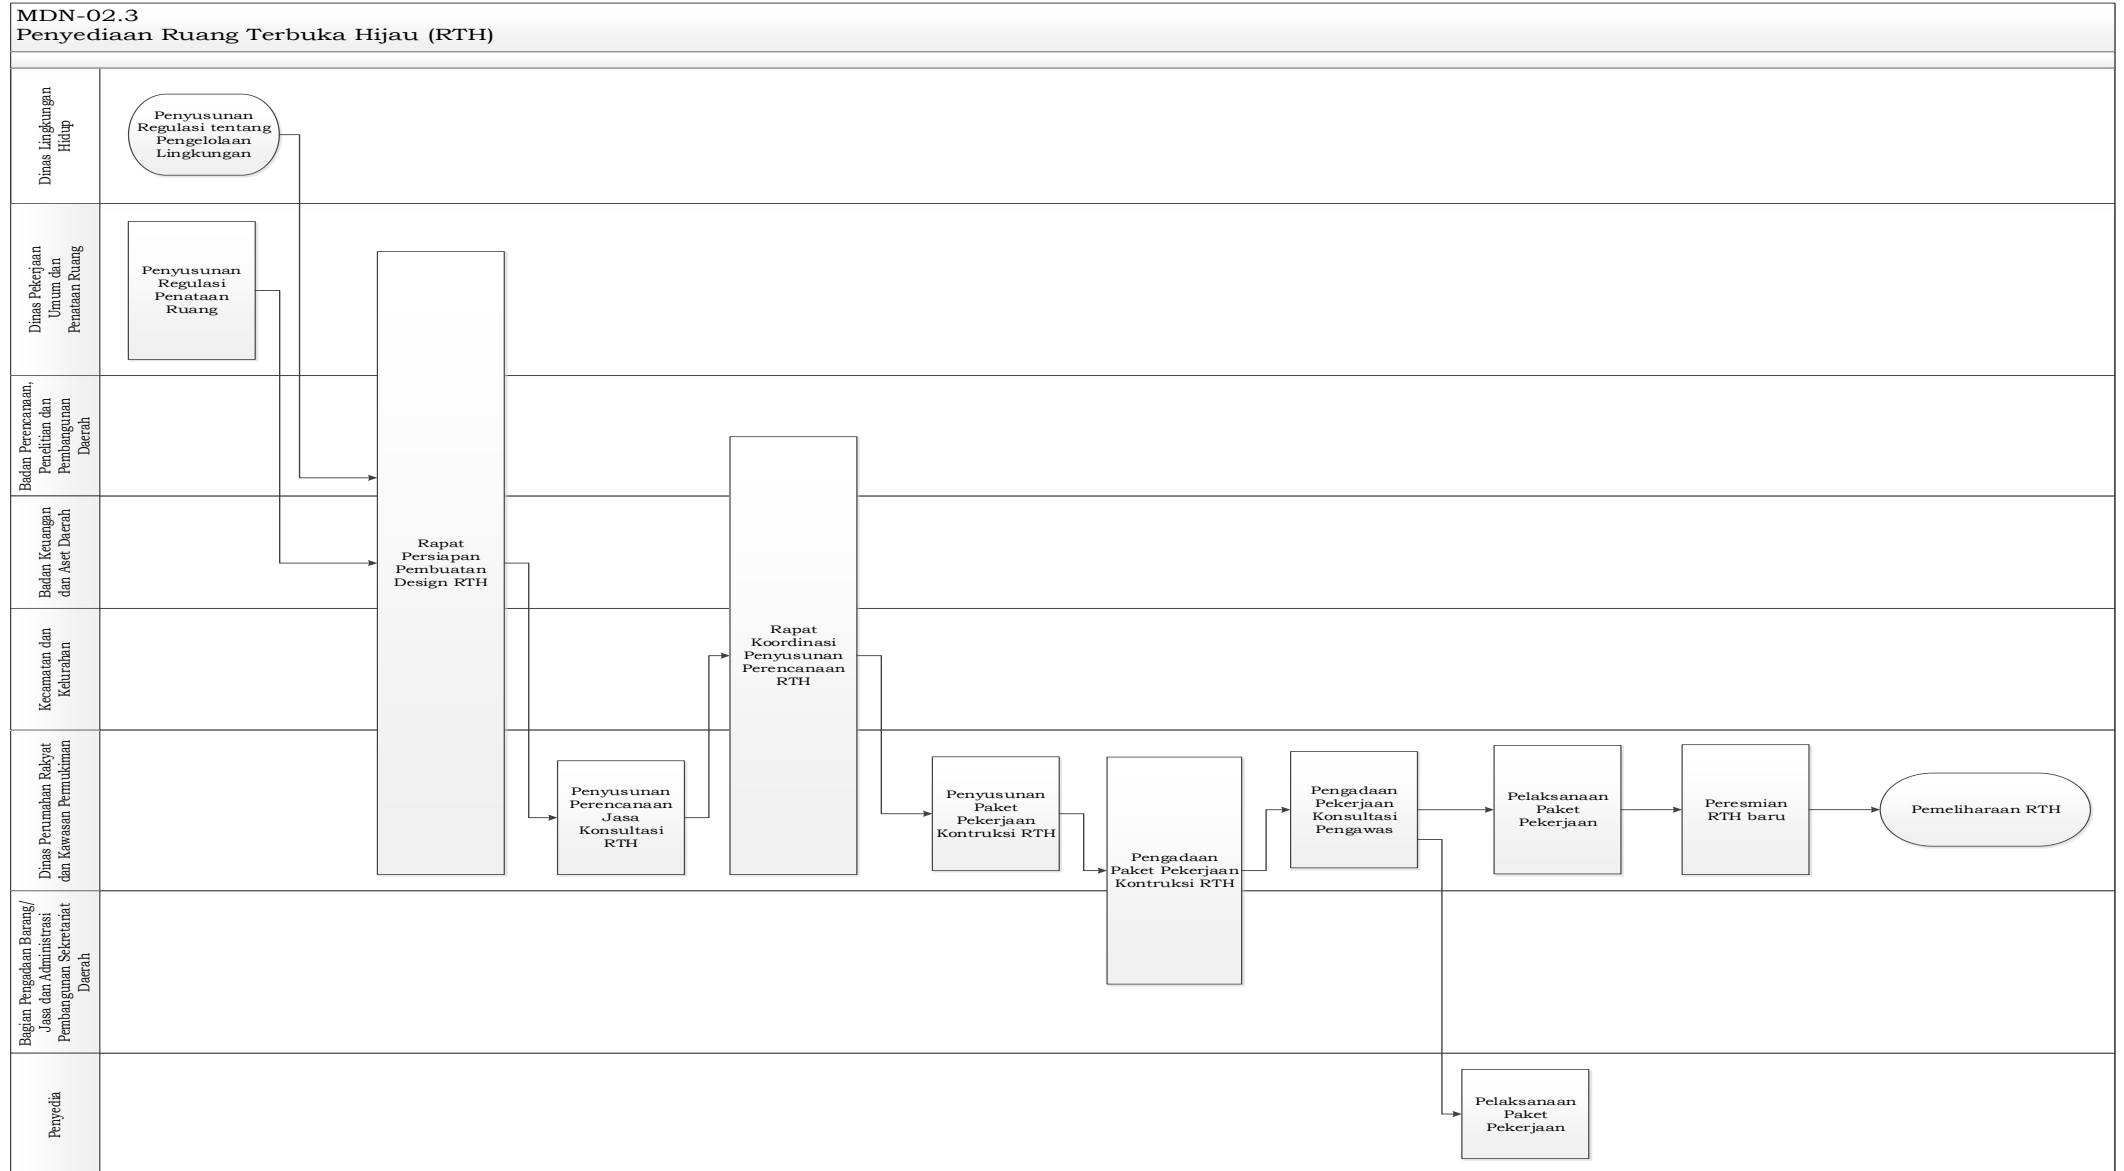 MDN-02.3
Penyediaan Ruang Terbuka Hijau (RTH)
Dinas Lingkungan
Hidup
Penyusunan
Regulasi tentang
Pengelolaan
Lingkungan
Dinas Pekerjaan
Umum dan
Penataan Ruang
Penyusunan
Regulasi
Penataan
Ruang
Badan Perencanaan,
Penelitian dan
Pembangunan
Daerah
Badan Keuangan
dan Aset Daerah
Rapat
Persiapan
Pembuatan
Design RTH
Kecamatan dan
Kelurahan
Rapat
Koordinasi
Penyusunan
Perencanaan
RTH
Dinas Perumahan Rakyat
dan Kawasan Permukiman
Penyusunan
Perencanaan
Jasa
Konsultasi
RTH
Penyusunan
Paket
Pekerjaan
Kontruksi RTH
Pengadaan
Paket Pekerjaan
Kontruksi RTH
Pengadaan
Pekerjaan
Konsultasi
Pengawas
Pelaksanaan
Paket
Pekerjaan
Peresmian
RTH baru
Pemeliharaan RTH
Bagian Pengadaan Barang/
Jasa dan Administrasi
Pembangunan Sekretariat
Daerah
Penyedia
Pelaksanaan
Paket
Pekerjaan